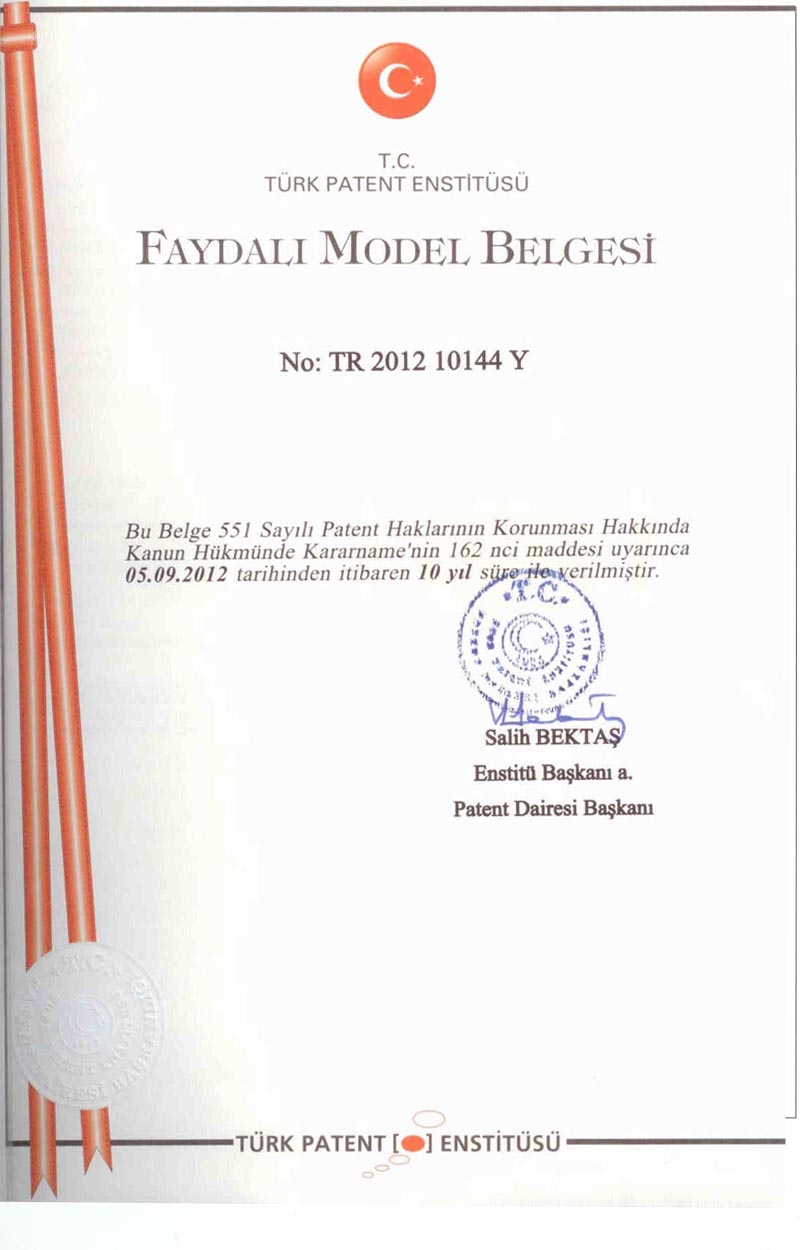 T.C.
TÜRK PATENT ENSTİTÜSÜ
FAYDALI MODEL BELGESİ
No: TR 2012 10144 Y
Bu Belge 551 Sayılı Patent Haklarının Korunması Hakkında
Kanun Hükmünde Kararname'nin 162 nci maddesi uyarınca
05.09.2012 tarihinden itibaren 10 yıl süre ile verilmiştir.
T.C.
Salih BEKTAŞ
Enstitü Başkanı a.
Patent Dairesi Başkanı
T.C.
TÜRK PATENT [ ] ENSTİTÜSÜ